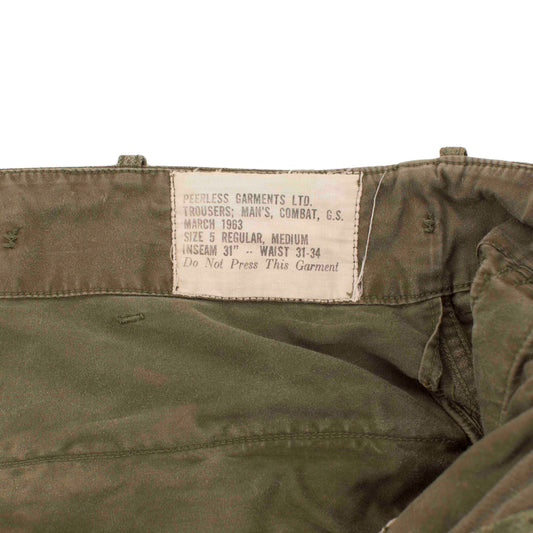 PEERLESS GARMENTS LTD.
TROUSERS; MAN'S, COMBAT, G.S.
MARCH 1963
SIZE 5 REGULAR, MEDIUM
INSEAM 31" -- WAIST 31-34
Do Not Press This Garment